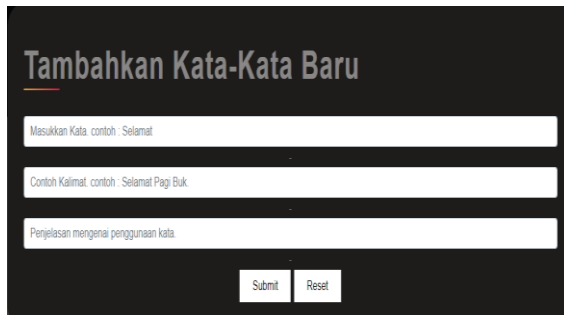 Tambahkan Kata-Kata Baru
Masukkan Kata. contoh : Selamat
Contoh Kalimat. contoh : Selamat Pagi Buk.
Penjelasan mengenai penggunaan kata.
Submit Reset